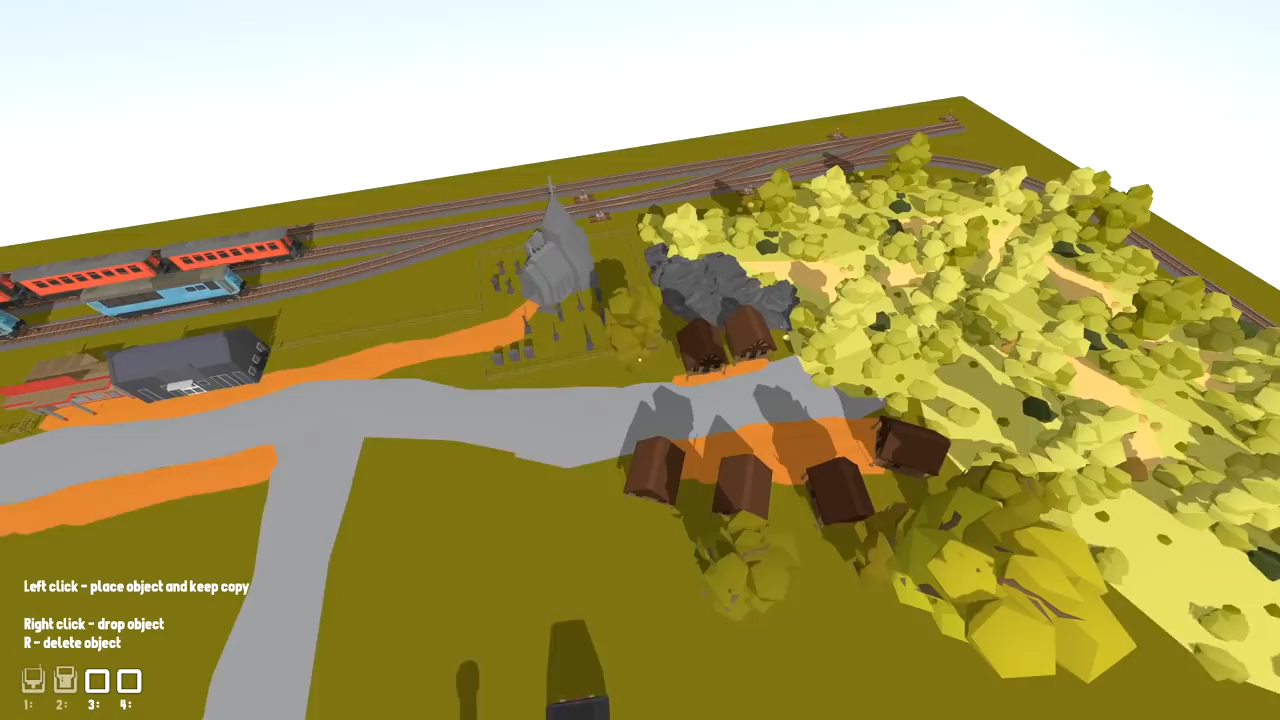 Left click - place object and keep copy
Right click - drop object
R - delete object
1: 2: 3: 4: